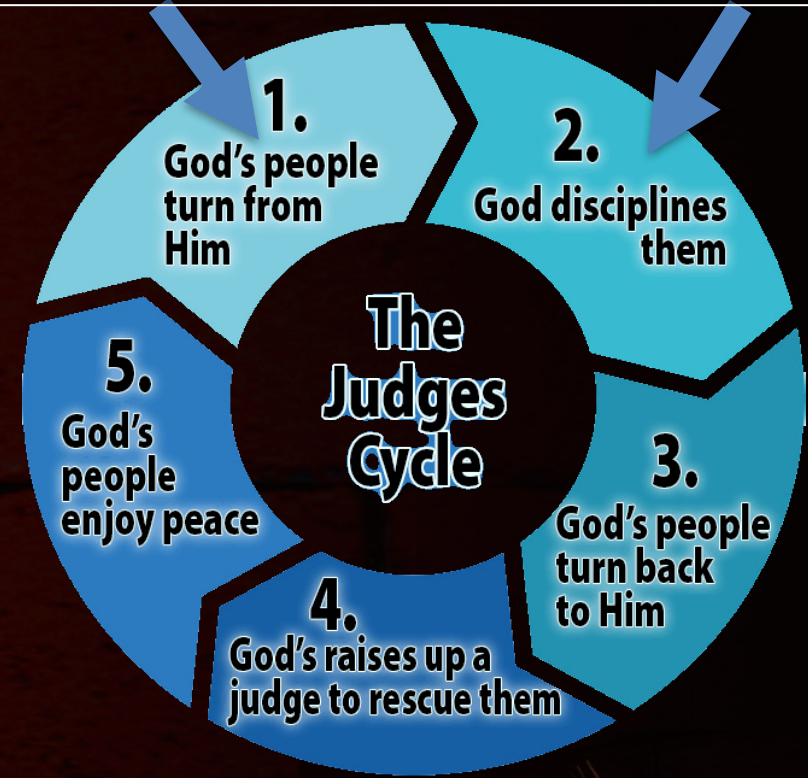 The
Judges
Cycle
1.
God's people
turn from
Him
2.
God disciplines
them
3.
God's people
turn back
to Him
4.
God's raises up a
judge to rescue them
5.
God's
people
enjoy peace